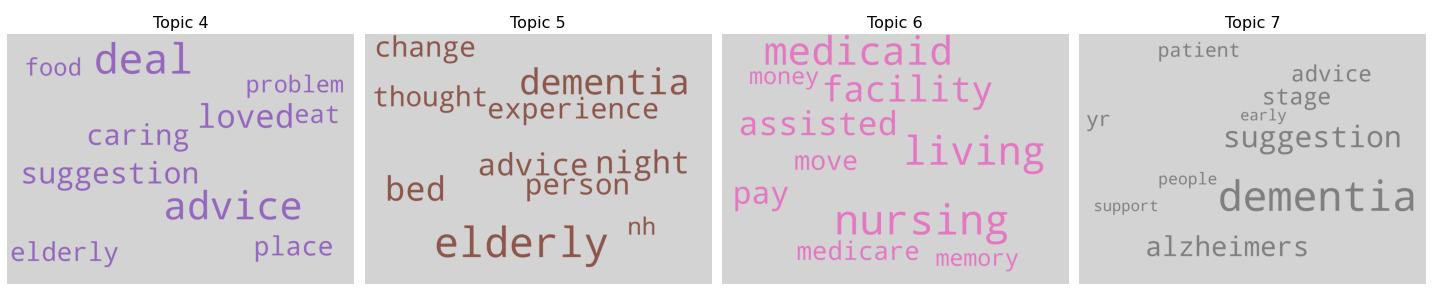 Topic 4
deal
food
problem
loved
eat
caring
suggestion
advice
elderly
place
Topic 5
change
dementia
thought
experience
advice
night
bed
person
nh
elderly
Topic 6
medicaid
money
facility
assisted
living
move
pay
nursing
medicare
memory
Topic 7
patient
advice
stage
early
yr
suggestion
people
support
dementia
alzheimers